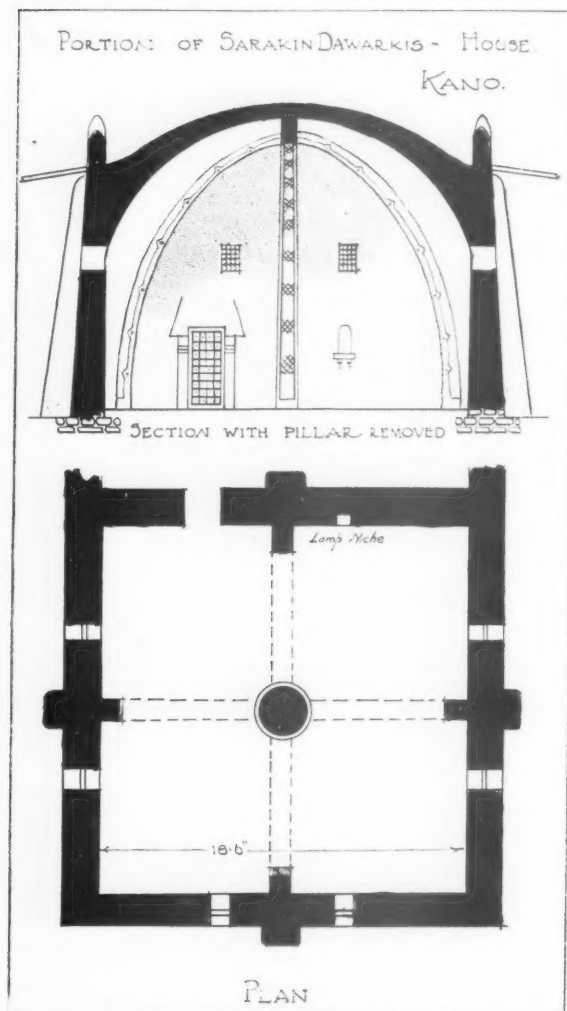 PORTION OF SARAKIN DAWARKIS - HOUSE.
KANO.
SECTION WITH PILLAR REMOVED
Lamp Niche
18·6"
PLAN